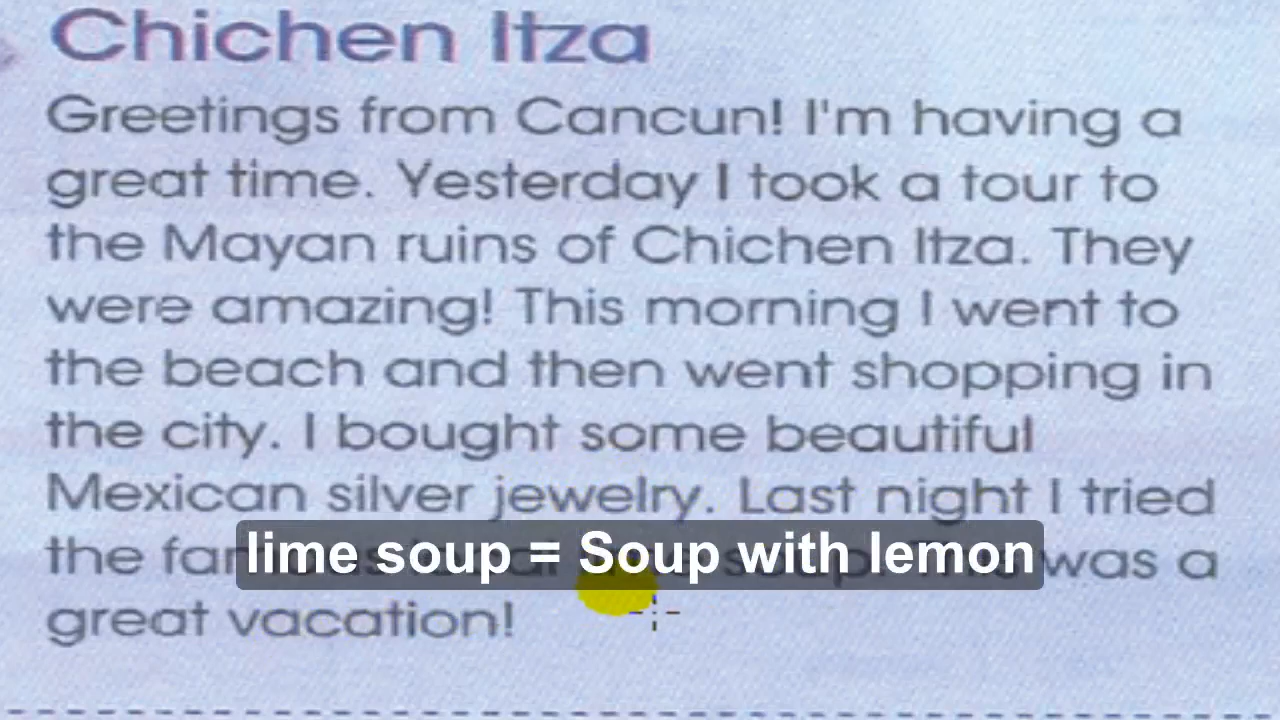 Chichen Itza
Greetings from Cancun! I'm having a
great time. Yesterday I took a tour to
the Mayan ruins of Chichen Itza. They
were amazing! This morning I went to
the beach and then went shopping in
the city. I bought some beautiful
Mexican silver jewelry. Last night I tried
lime soup = Soup with lemon
the was a
great vacation!